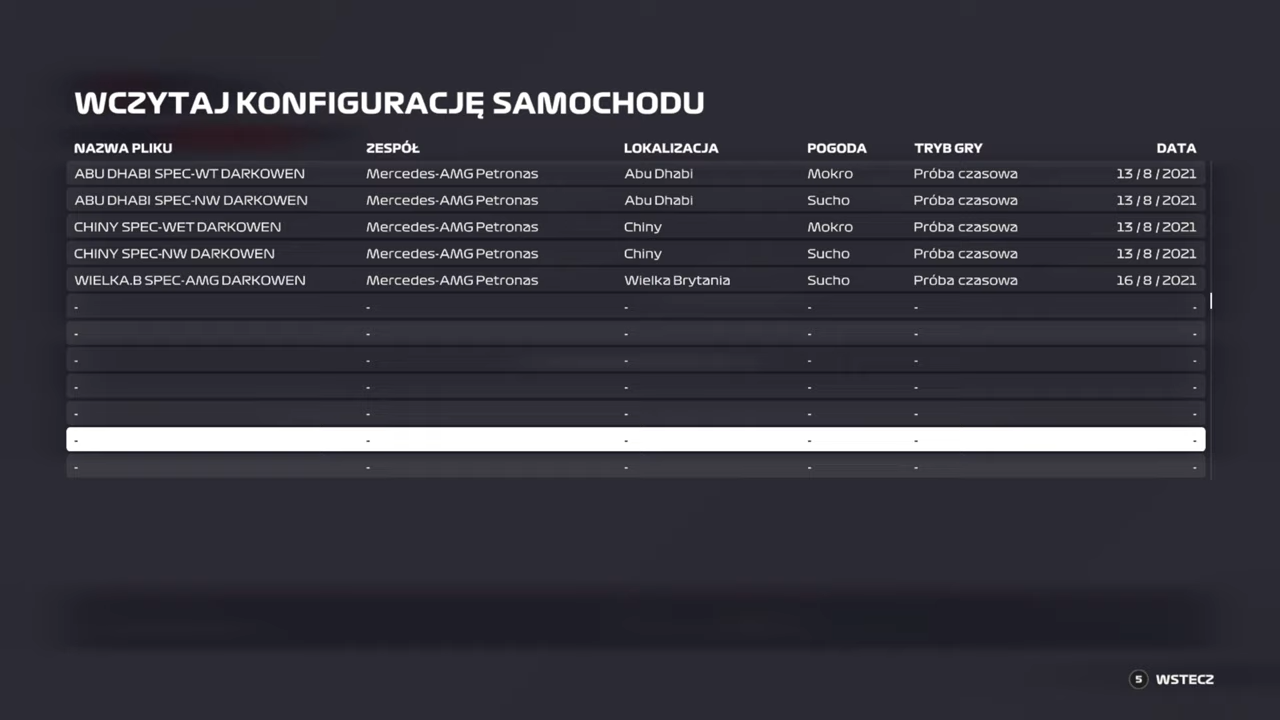 WCZYTAJ KONFIGURACJĘ SAMOCHODU
NAZWA PLIKU ZESPÓŁ LOKALIZACJA POGODA TRYB GRY DATA
ABU DHABI SPEC-WT DARKOWEN Mercedes-AMG Petronas Abu Dhabi Mokro Próba czasowa 13/8/2021
ABU DHABI SPEC-NW DARKOWEN Mercedes-AMG Petronas Abu Dhabi Sucho Próba czasowa 13/8/2021
CHINY SPEC-WET DARKOWEN Mercedes-AMG Petronas Chiny Mokro Próba czasowa 13/8/2021
CHINY SPEC-NW DARKOWEN Mercedes-AMG Petronas Chiny Sucho Próba czasowa 13/8/2021
WIELKA.B SPEC-AMG DARKOWEN Mercedes-AMG Petronas Wielka Brytania Sucho Próba czasowa 16/8/2021
- - - - - -
- - - - - -
- - - - - -
- - - - - -
- - - - - -
- - - - - -
- - - - - -
5 WSTECZ